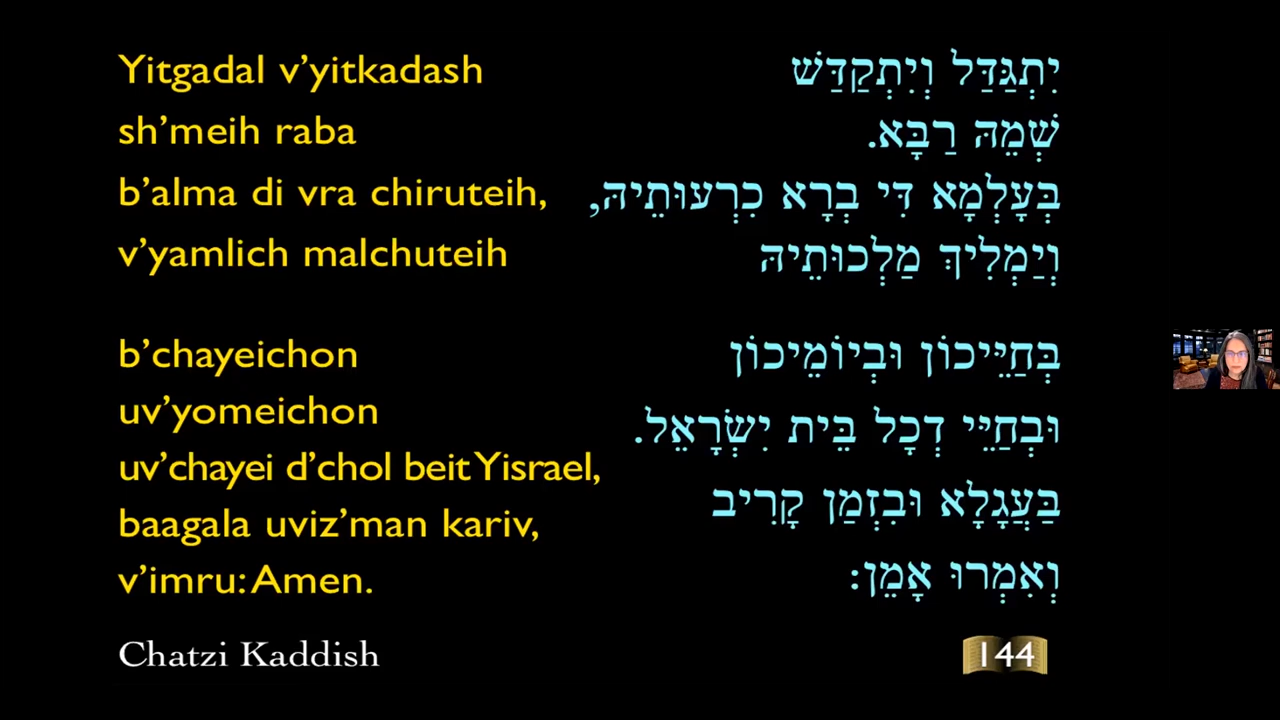 Yitgadal v’yitkadash
sh’meih raba
b’alma di vra chiruteih,
v’yamlich malchuteih
b’chayeichon
uv’yomeichon
uv’chayei d’chol beit Yisrael,
baagala uviz’man kariv,
v’imru: Amen.
יִתְגַּדַּל וְיִתְקַדַּשׁ
שְׁמֵהּ רַבָּא.
בְּעָלְמָא דִּי בְרָא כִרְעוּתֵיהּ,
וְיַמְלִיךְ מַלְכוּתֵיהּ
בְּחַיֵּיכוֹן וּבְיוֹמֵיכוֹן
וּבְחַיֵּי דְכָל בֵּית יִשְׂרָאֵל.
בַּעֲגָלָא וּבִזְמַן קָרִיב
וְאִמְרוּ אָמֵן:
Chatzi Kaddish
144